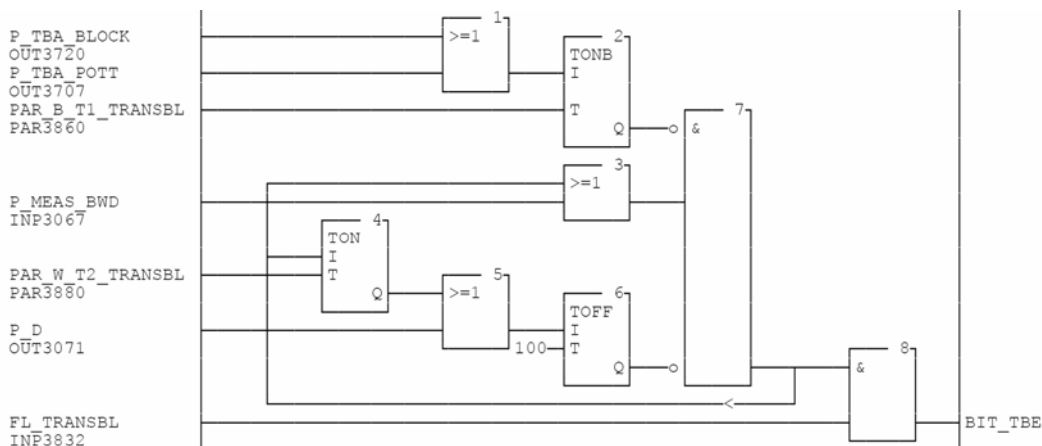 1
P_TBA_BLOCK >=1 2
OUT3720 TONB
P_TBA_POTT I
OUT3707
PAR_B_T1_TRANSBL T 7
PAR3860 Q &
3
>=1
P_MEAS_BWD
INP3067
4
TON
I
PAR_W_T2_TRANSBL T 5
PAR3880 Q >=1 6
TOFF
P_D I
OUT3071 100 T 8
Q &
<
FL_TRANSBL BIT_TBE
INP3832